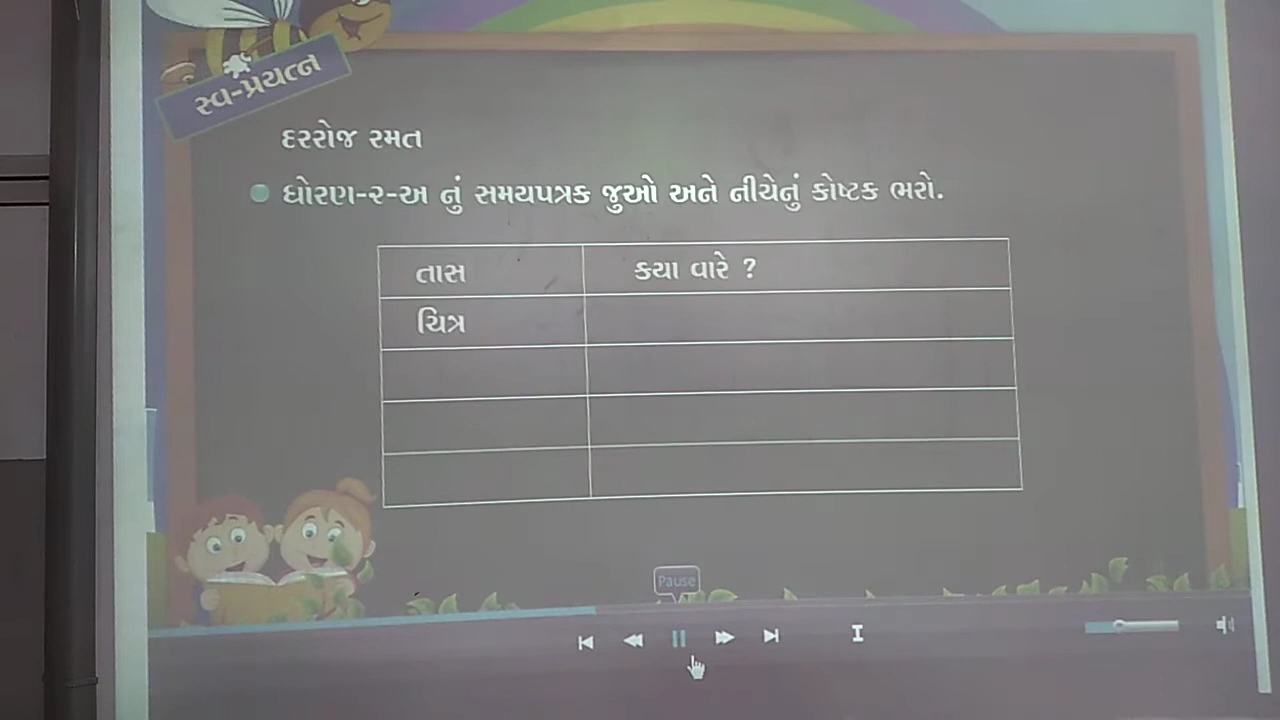 સ્વ-પ્રયત્ન
દરરોજ રમત
ધોરણ-૨-અ નું સમયપત્રક જુઓ અને નીચેનું કોષ્ટક ભરો.
તાસ
કયા વારે ?
ચિત્ર
Pause